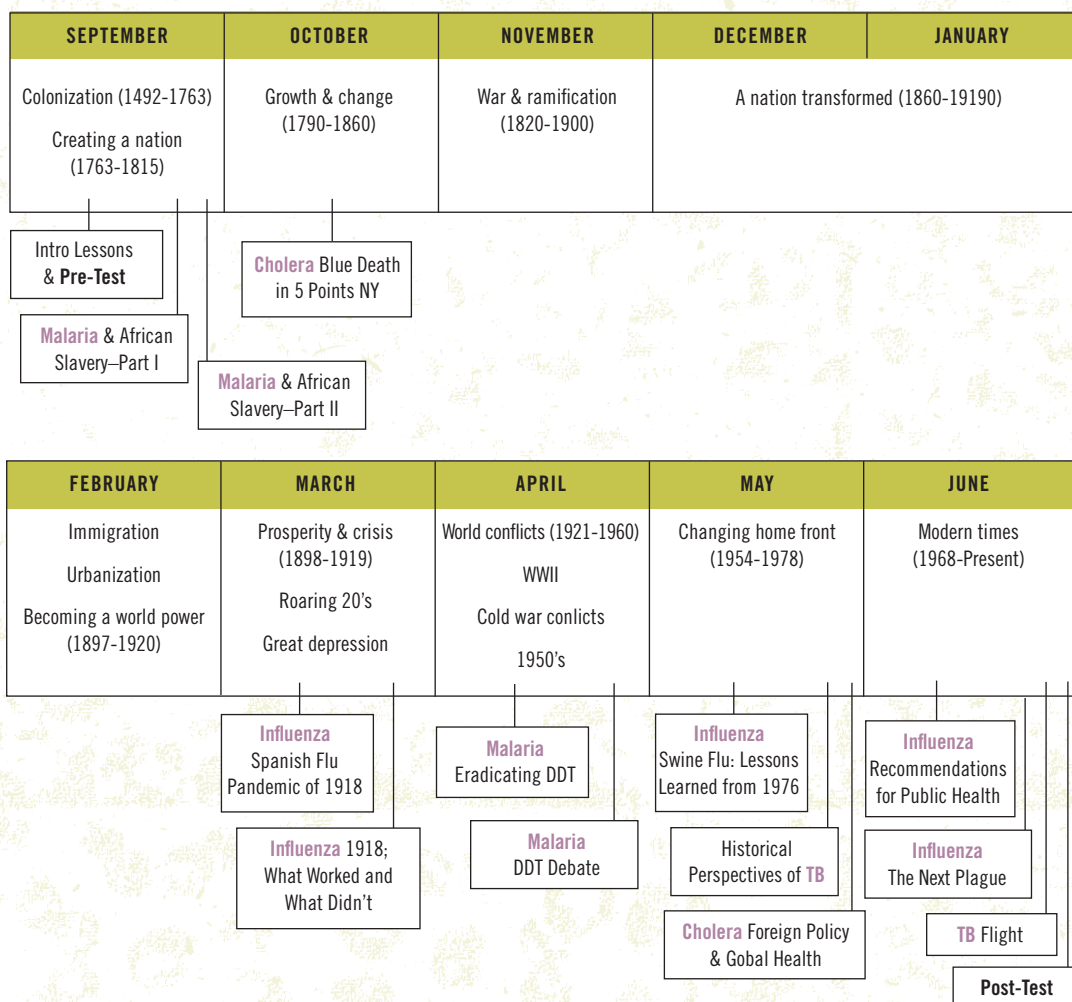 SEPTEMBER
OCTOBER
NOVEMBER
DECEMBER
JANUARY
Colonization (1492-1763)
Creating a nation
(1763-1815)
Growth & change
(1790-1860)
War & ramification
(1820-1900)
A nation transformed (1860-19190)
Intro Lessons
& Pre-Test
Malaria & African
Slavery–Part I
Malaria & African
Slavery–Part II
Cholera Blue Death
in 5 Points NY
FEBRUARY
MARCH
APRIL
MAY
JUNE
Immigration
Urbanization
Becoming a world power
(1897-1920)
Prosperity & crisis
(1898-1919)
Roaring 20's
Great depression
World conflicts (1921-1960)
WWII
Cold war conlicts
1950's
Changing home front
(1954-1978)
Modern times
(1968-Present)
Influenza
Spanish Flu
Pandemic of 1918
Influenza 1918;
What Worked and
What Didn't
Malaria
Eradicating DDT
Malaria
DDT Debate
Influenza
Swine Flu: Lessons
Learned from 1976
Historical
Perspectives of TB
Cholera Foreign Policy
& Gobal Health
Influenza
Recommendations
for Public Health
Influenza
The Next Plague
TB Flight
Post-Test